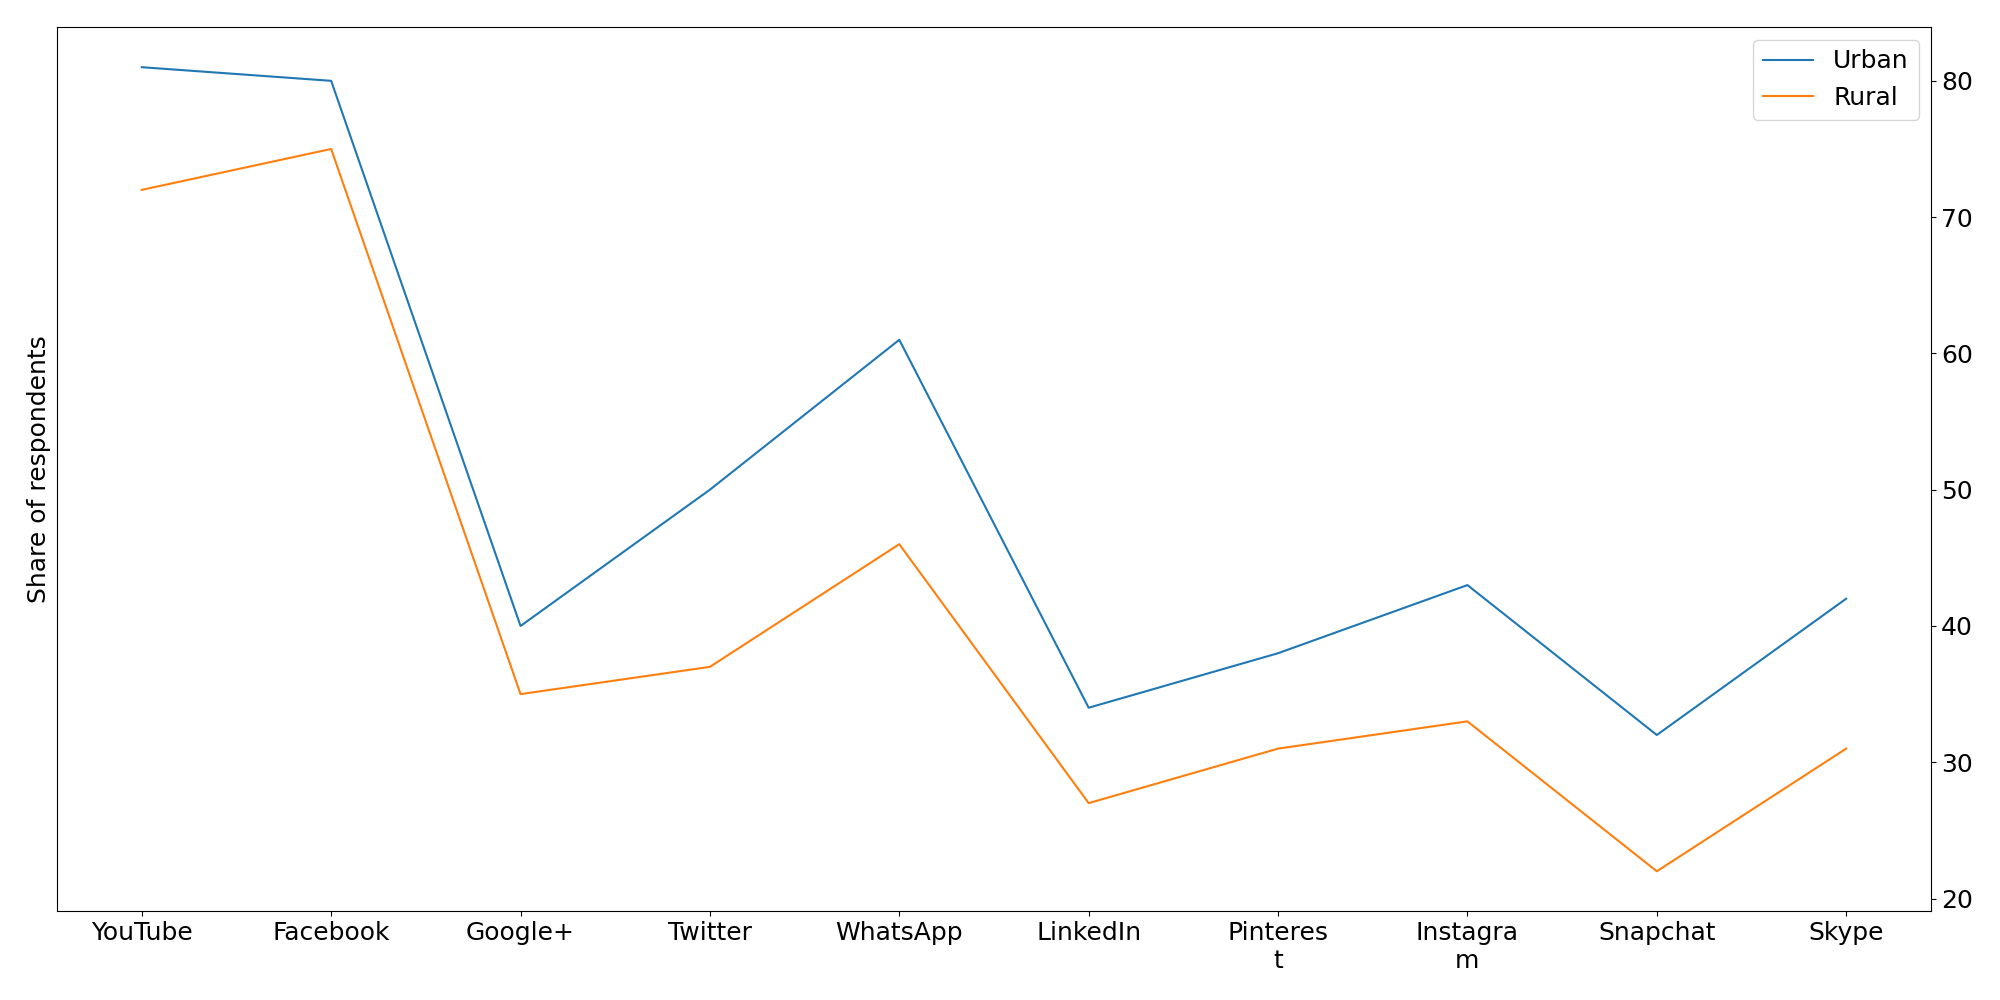 Urban
Rural
80
70
60
50
40
30
20
Share of respondents
YouTube
Facebook
Google+
Twitter
WhatsApp
LinkedIn
Pinteres
t
Instagra
m
Snapchat
Skype